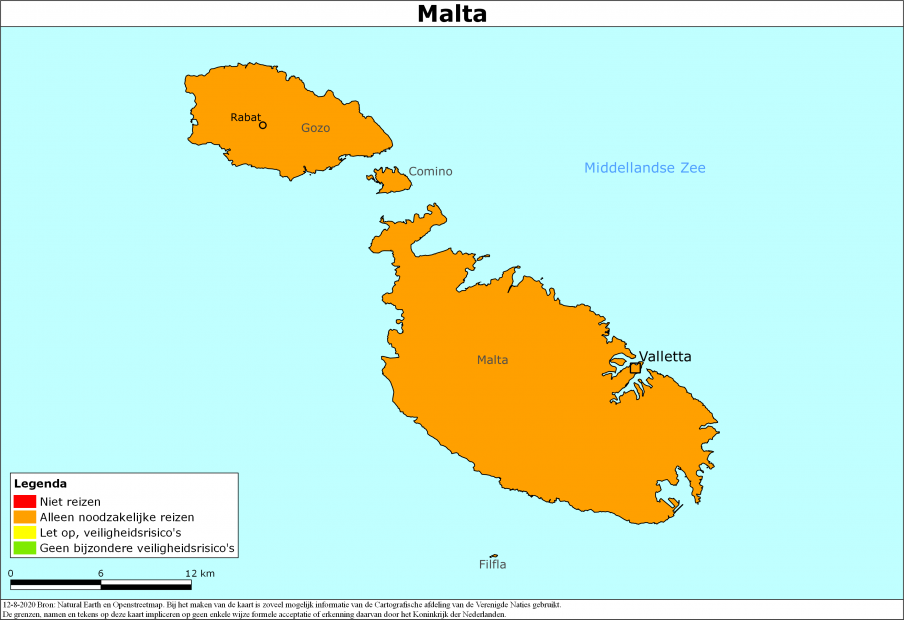 Malta
Rabat
Gozo
Comino
Middellandse Zee
Valletta
Malta
Legenda
Niet reizen
Alleen noodzakelijke reizen
Let op, veiligheidsrisico's
Geen bijzondere veiligheidsrisico's
Filfla
0 6 12 km
12-8-2020 Bron: Natural Earth en Openstreetmap. Bij het maken van de kaart is zoveel mogelijk informatie van de Cartografische afdeling van de Verenigde Naties gebruikt.
De grenzen, namen en tekens op deze kaart impliceren op geen enkele wijze formele acceptatie of erkenning daarvan door het Koninkrijk der Nederlanden.